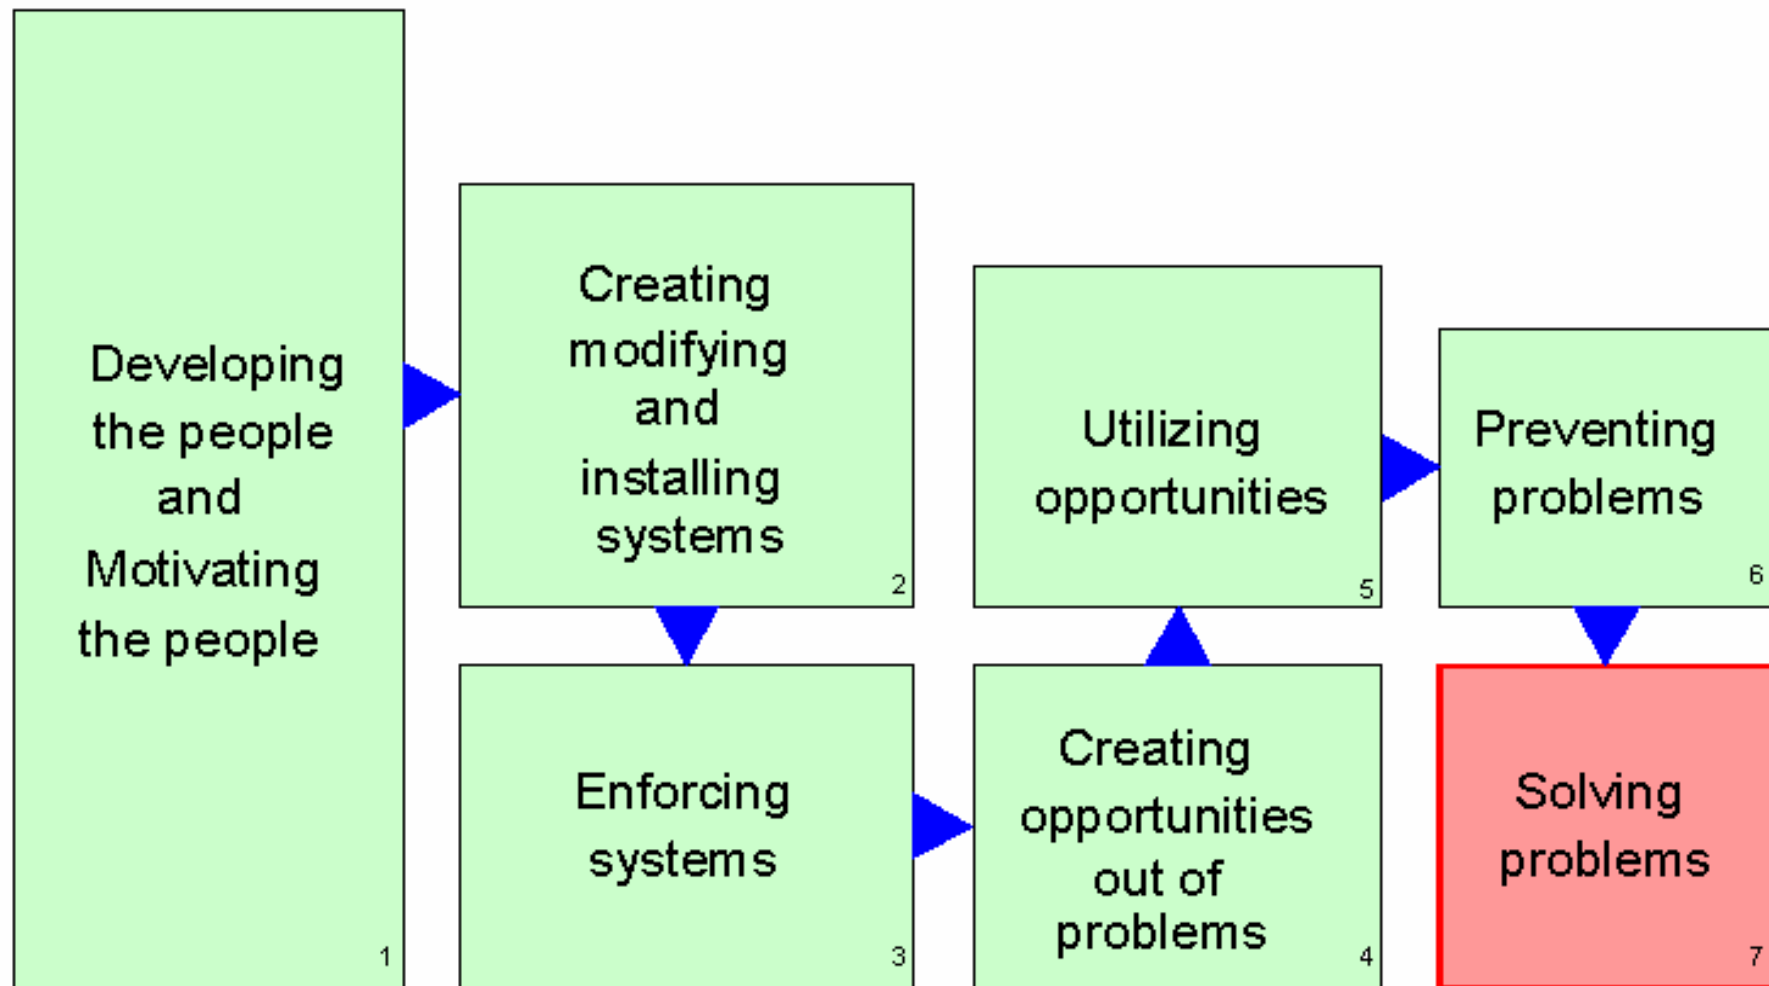 Developing
the people
and
Motivating
the people
1
Creating
modifying
and
installing
systems
2
Enforcing
systems
3
Creating
opportunities
out of
problems
4
Utilizing
opportunities
5
Preventing
problems
6
Solving
problems
7